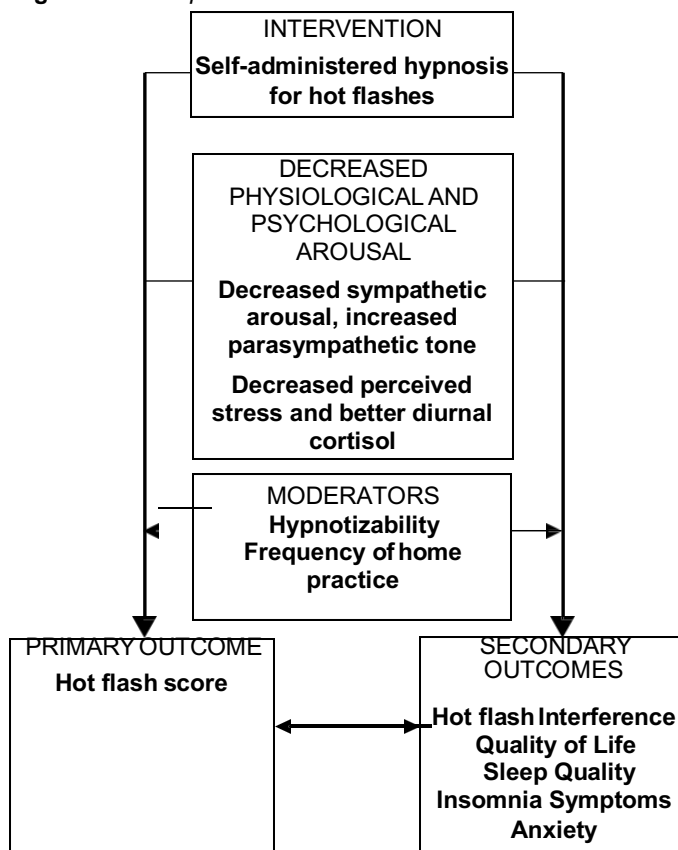 INTERVENTION
Self-administered hypnosis
for hot flashes
DECREASED
PHYSIOLOGICAL AND
PSYCHOLOGICAL
AROUSAL
Decreased sympathetic
arousal, increased
parasympathetic tone
Decreased perceived
stress and better diurnal
cortisol
MODERATORS
Hypnotizability
Frequency of home
practice
PRIMARY OUTCOME
Hot flash score
SECONDARY
OUTCOMES
Hot flash Interference
Quality of Life
Sleep Quality
Insomnia Symptoms
Anxiety